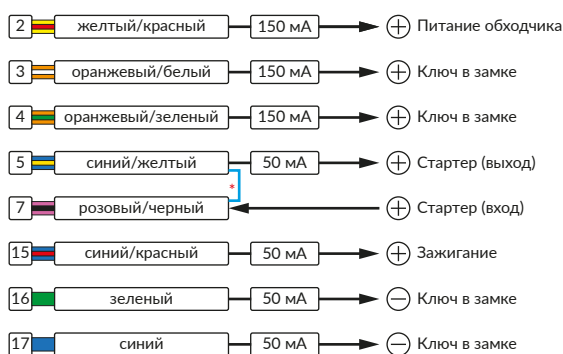 2 желтый/красный 150 мА + Питание обходчика
3 оранжевый/белый 150 мА + Ключ в замке
4 оранжевый/зеленый 150 мА + Ключ в замке
5 синий/желтый 50 мА + Стартер (выход)
*
7 розовый/черный + Стартер (вход)
15 синий/красный 50 мА + Зажигание
16 зеленый 50 мА − Ключ в замке
17 синий 50 мА − Ключ в замке